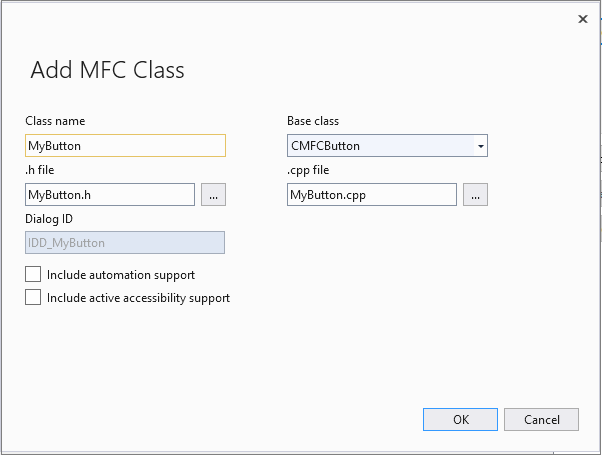 Add MFC Class
Class name
Base class
MyButton
CMFCButton
.h file
.cpp file
MyButton.h
...
MyButton.cpp
...
Dialog ID
IDD_MyButton
Include automation support
Include active accessibility support
OK
Cancel